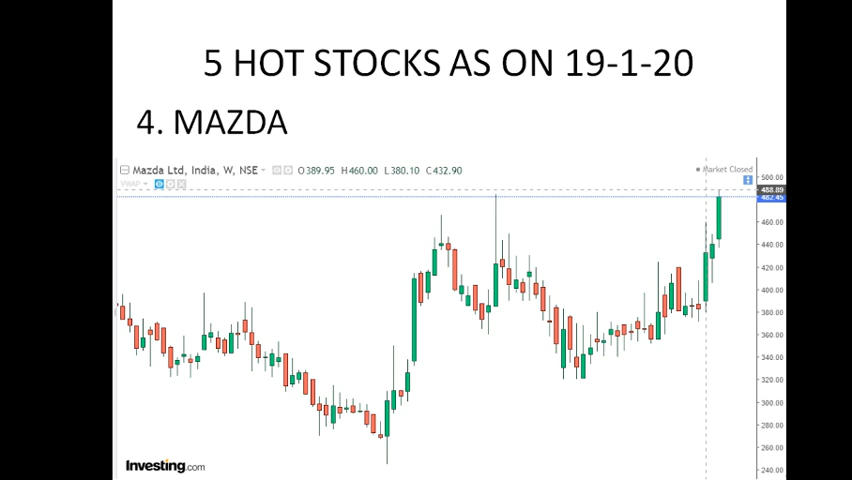 5 HOT STOCKS AS ON 19-1-20
4. MAZDA
Mazda Ltd, India, W, NSE O389.95 H460.00 L380.10 C432.90
Market Closed
VWAP
500.00
488.89
482.45
460.00
440.00
420.00
400.00
380.00
360.00
340.00
320.00
300.00
280.00
260.00
240.00
Investing.com